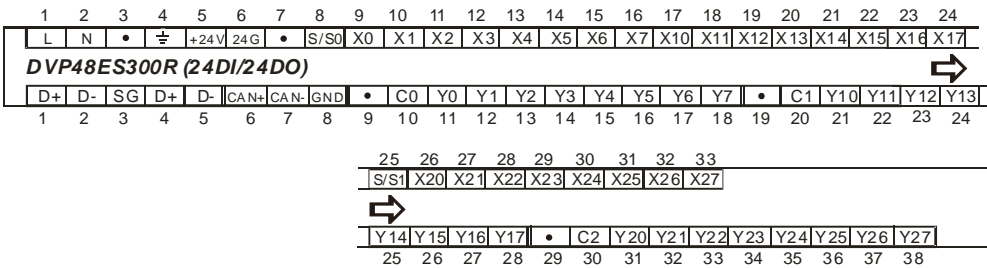 1 2 3 4 5 6 7 8 9 10 11 12 13 14 15 16 17 18 19 20 21 22 23 24
L N • ⏚ +24V 24G • S/S0 X0 X1 X2 X3 X4 X5 X6 X7 X10 X11 X12 X13 X14 X15 X16 X17
DVP48ES300R (24DI/24DO)
D+ D- SG D+ D- CAN+ CAN- GND • C0 Y0 Y1 Y2 Y3 Y4 Y5 Y6 Y7 • C1 Y10 Y11 Y12 Y13
1 2 3 4 5 6 7 8 9 10 11 12 13 14 15 16 17 18 19 20 21 22 23 24
25 26 27 28 29 30 31 32 33
S/S1 X20 X21 X22 X23 X24 X25 X26 X27
Y14 Y15 Y16 Y17 • C2 Y20 Y21 Y22 Y23 Y24 Y25 Y26 Y27
25 26 27 28 29 30 31 32 33 34 35 36 37 38